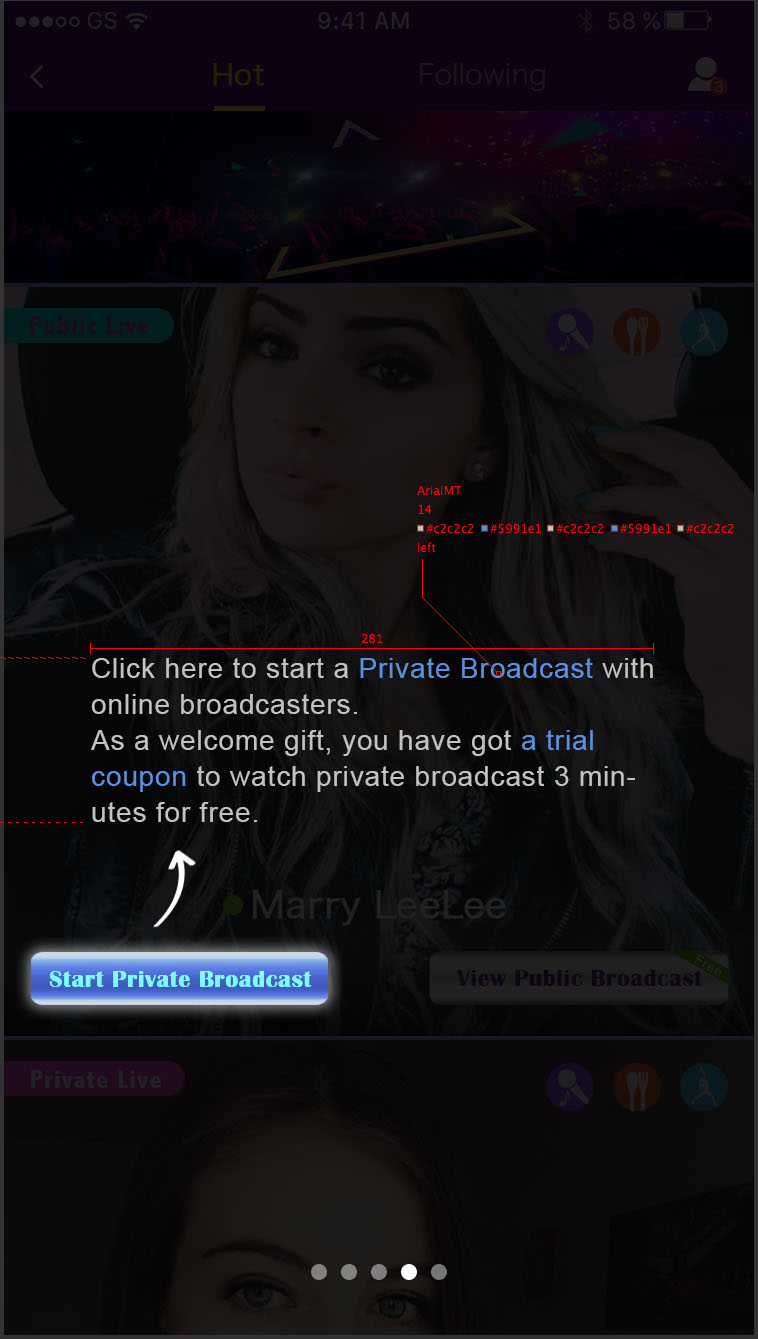 GS 9:41 AM 58 %
Hot Following
3
Public Live
ArialMT
14
#c2c2c2 #5991e1 #c2c2c2 #5991e1 #c2c2c2
left
281
Click here to start a Private Broadcast with
online broadcasters.
As a welcome gift, you have got a trial
coupon to watch private broadcast 3 min-
utes for free.
Marry LeeLee
Start Private Broadcast
View Public Broadcast
Free
Private Live